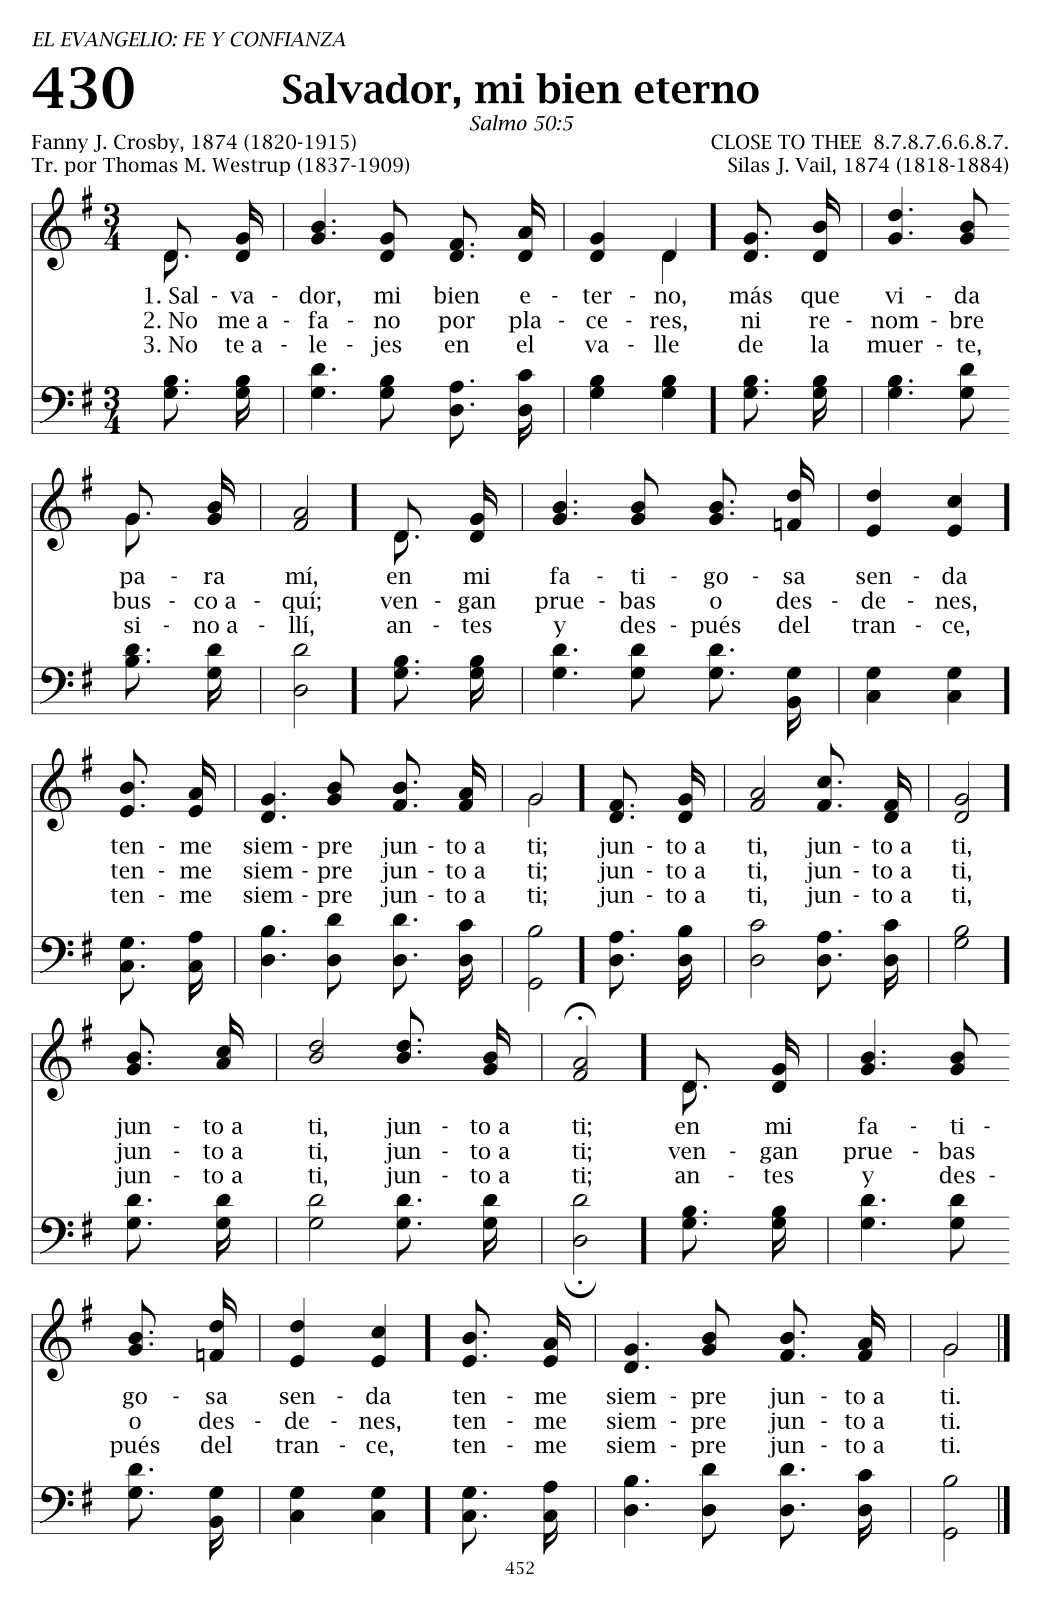 EL EVANGELIO: FE Y CONFIANZA
430 Salvador, mi bien eterno
Salmo 50:5
Fanny J. Crosby, 1874 (1820-1915) CLOSE TO THEE 8.7.8.7.6.6.8.7.
Tr. por Thomas M. Westrup (1837-1909) Silas J. Vail, 1874 (1818-1884)
1. Sal - va - dor, mi bien e - ter - no, más que vi - da
2. No me a - fa - no por pla - ce - res, ni re - nom - bre
3. No te a - le - jes en el va - lle de la muer - te,
pa - ra mí, en mi fa - ti - go - sa sen - da
bus - co a - quí; ven - gan prue - bas o des - de - nes,
si - no a - llí, an - tes y des - pués del tran - ce,
ten - me siem - pre jun - to a ti; jun - to a ti, jun - to a ti,
ten - me siem - pre jun - to a ti; jun - to a ti, jun - to a ti,
ten - me siem - pre jun - to a ti; jun - to a ti, jun - to a ti,
jun - to a ti, jun - to a ti; en mi fa - ti -
jun - to a ti, jun - to a ti; ven - gan prue - bas
jun - to a ti, jun - to a ti; an - tes y des -
go - sa sen - da ten - me siem - pre jun - to a ti.
o des - de - nes, ten - me siem - pre jun - to a ti.
pués del tran - ce, ten - me siem - pre jun - to a ti.
452